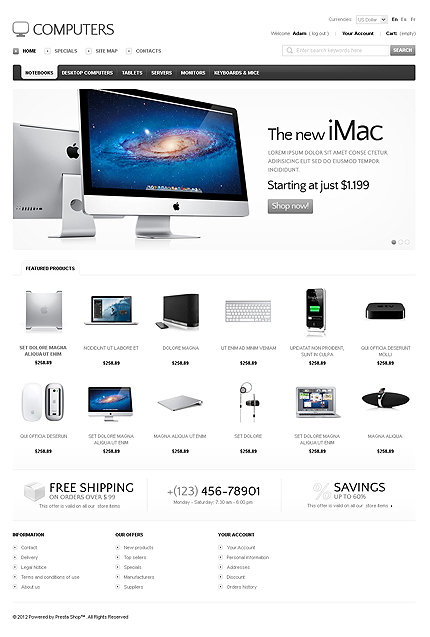 COMPUTERS
Currencies: US Dollar En Es Fr
Welcome Adam ( log out ) Your Account Cart: (empty)
HOME SPECIALS SITE MAP CONTACTS
Enter search keywords here SEARCH
NOTEBOOKS DESKTOP COMPUTERS TABLETS SERVERS MONITORS KEYBOARDS & MICE
The new iMac
LOREM IPSUM DOLOR SIT AMET CONSE CTETUR
ADIPISICING ELIT SED DO EIUSMOD TEMPOR
INCIDIDUNT.
Starting at just $1.199
Shop now!
FEATURED PRODUCTS
SET DOLORE MAGNA
ALIQUA UT ENIM
$258.89
NCIDIDUNT UT LABORE ET
$258.89
DOLORE MAGNA
$258.89
UT ENIM AD MINIM VENIAM
$258.89
UPIDATAT NON PROIDENT,
SUNT IN CULPA
$258.89
QUI OFFICIA DESERUNT
MOLLI
$258.89
QUI OFFICIA DESERUN
$258.89
SET DOLORE MAGNA
ALIQUA UT ENIM
$258.89
MAGNA ALIQUA UT ENIM
$258.89
SET DOLORE
$258.89
SET DOLORE MAGNA
ALIQUA UT ENIM
$258.89
MAGNA ALIQUA
$258.89
FREE SHIPPING
ON ORDERS OVER $99
This offer is valid on all our store items
+(123) 456-78901
Monday - Saturday: 7.30 am - 6.00 pm
% SAVINGS
UP TO 60%
This offer is valid on all our store items
INFORMATION
Contact
Delivery
Legal Notice
Terms and conditions of use
About us
OUR OFFERS
New products
Top sellers
Specials
Manufacturers
Suppliers
YOUR ACCOUNT
Your Account
Personal information
Addresses
Discount
Orders history
© 2012 Powered by Presta Shop™. All Rights Reserved